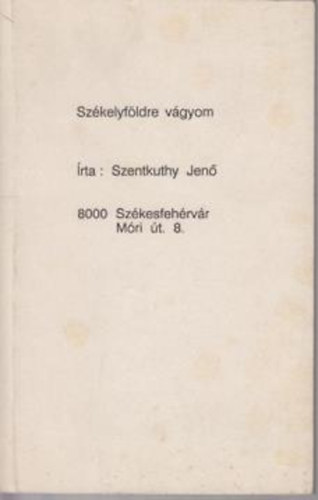 Székelyföldre vágyom
Írta : Szentkuthy Jenő
8000 Székesfehérvár
Móri út. 8.